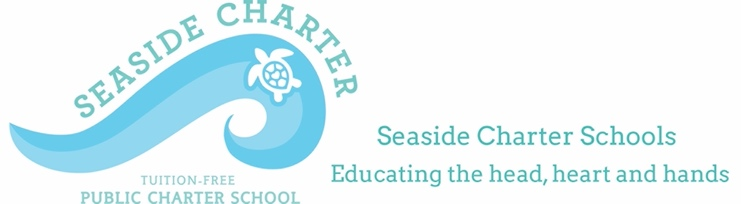 SEASIDE CHARTER
TUITION-FREE
PUBLIC CHARTER SCHOOL
Seaside Charter Schools
Educating the head, heart and hands